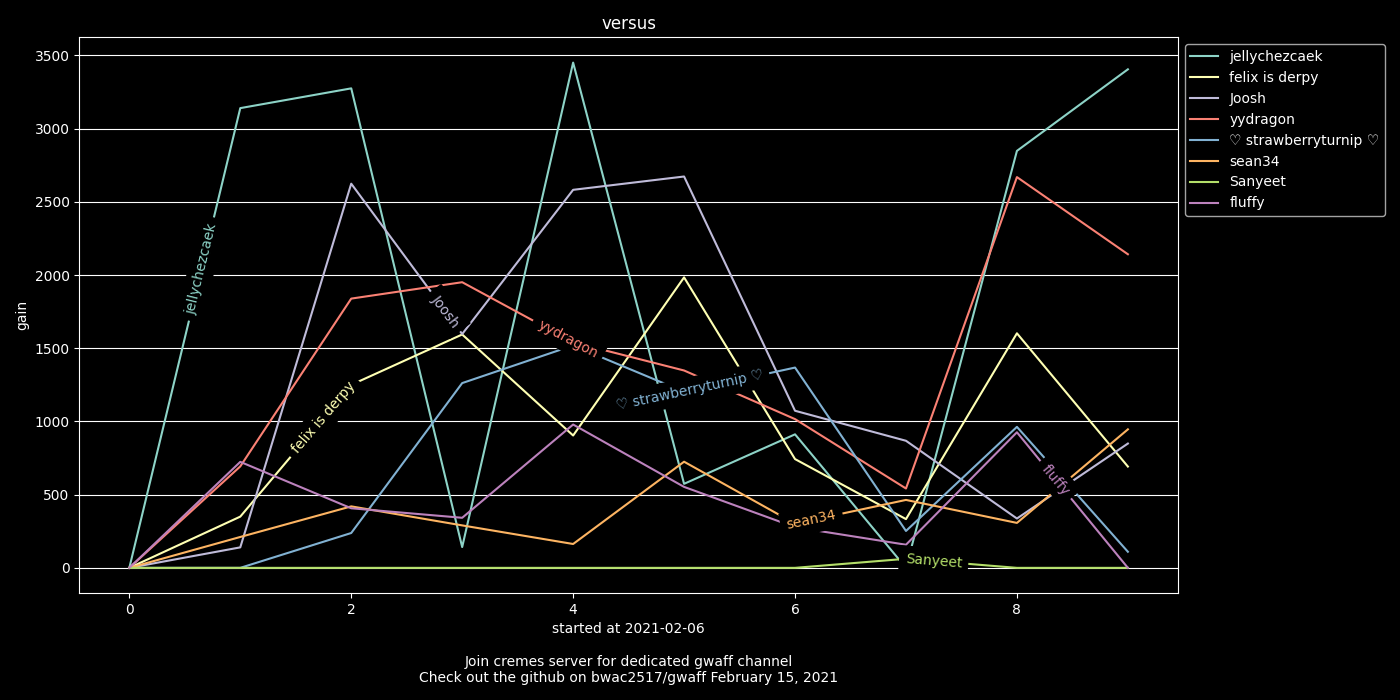 versus
3500
3000
2500
2000
1500
1000
500
0
gain
0 2 4 6 8
started at 2021-02-06
jellychezcaek
felix is derpy
Joosh
yydragon
♡ strawberryturnip ♡
sean34
Sanyeet
fluffy
jellychezcaek
felix is derpy
Joosh
yydragon
♡ strawberryturnip ♡
sean34
Sanyeet
fluffy
Join cremes server for dedicated gwaff channel
Check out the github on bwac2517/gwaff February 15, 2021